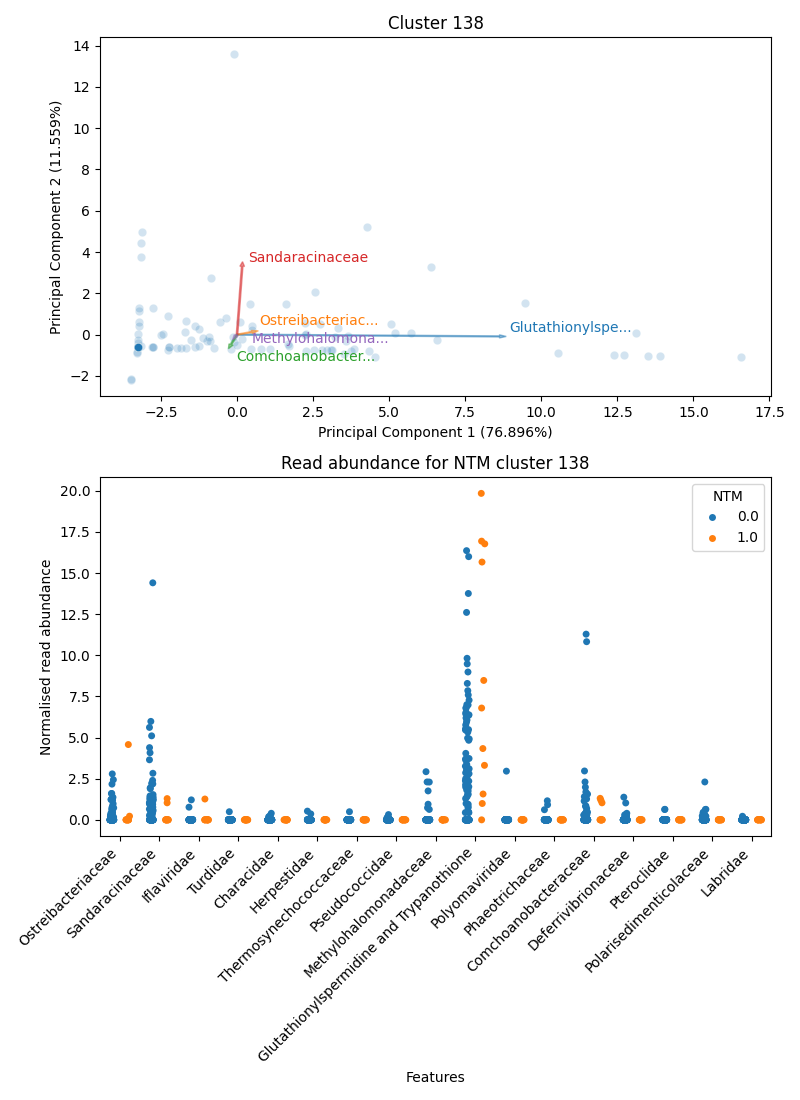 Cluster 138
14
12
10
8
6
4
2
0
−2
Principal Component 2 (11.559%)
Sandaracinaceae
Ostreibacteriac...
Glutathionylspe...
Methylohalomona...
Comchoanobacter...
−2.5 0.0 2.5 5.0 7.5 10.0 12.5 15.0 17.5
Principal Component 1 (76.896%)
Read abundance for NTM cluster 138
20.0
17.5
15.0
12.5
10.0
7.5
5.0
2.5
0.0
Normalised read abundance
NTM
0.0
1.0
Ostreibacteriaceae
Sandaracinaceae
Iflaviridae
Turdidae
Characidae
Herpestidae
Thermosynechococcaceae
Pseudococcidae
Methylohalomonadaceae
Glutathionylspermidine and Trypanothione
Polyomaviridae
Phaeotrichaceae
Comchoanobacteraceae
Deferrivibrionaceae
Pteroclidae
Polarisedimenticolaceae
Labridae
Features